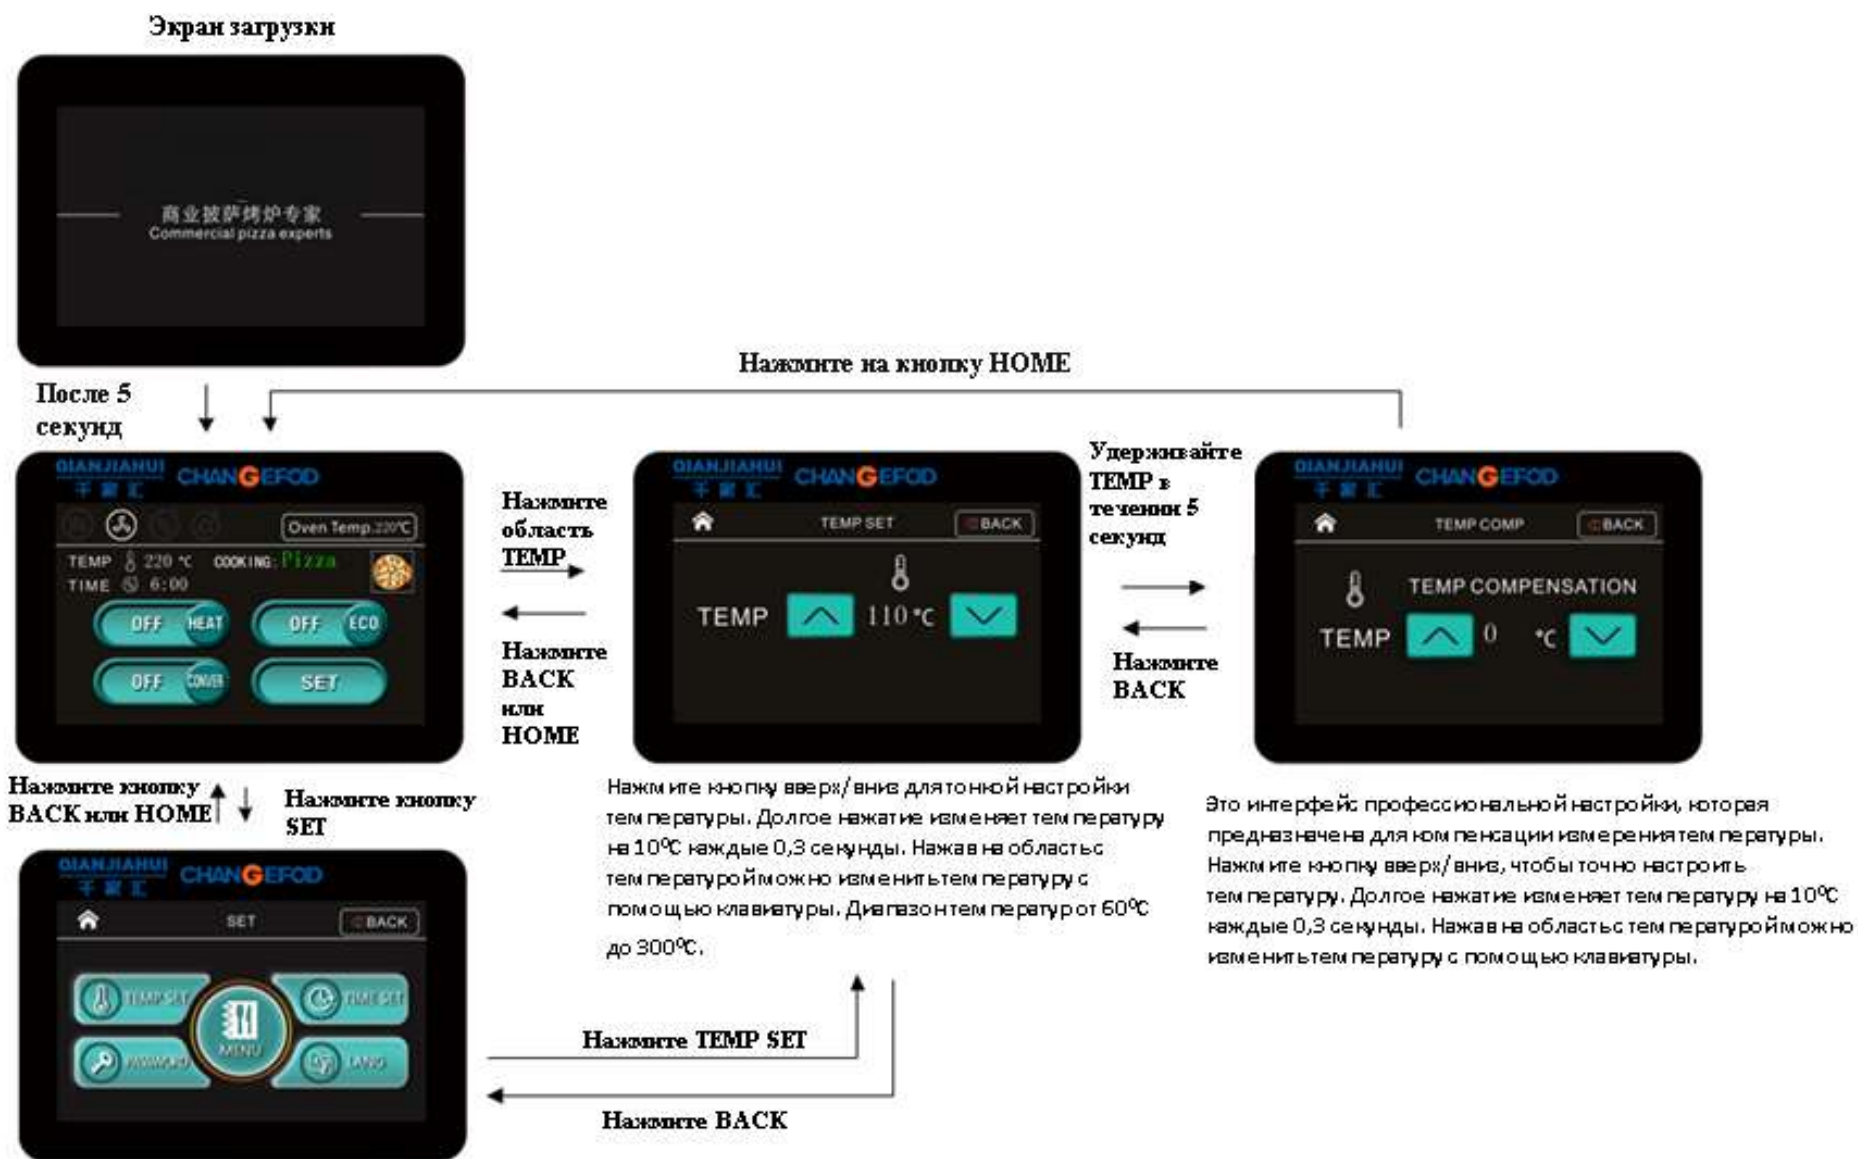 Экран загрузки
商业披萨烤炉专家
Commercial pizza experts
После 5
секунд
Нажмите на кнопку HOME
QIANJIAHUI
千家汇
CHANGEFOD
Oven Temp.220℃
TEMP 220 ℃ COOKING: Pizza
TIME 6:00
OFF HEAT
OFF ECO
OFF CONVER
SET
Нажмите
область
TEMP
Нажмите
BACK
или
HOME
QIANJIAHUI
千家汇
CHANGEFOD
TEMP SET
BACK
TEMP 110 ℃
Удерживайте
TEMP в
течении 5
секунд
Нажмите
BACK
QIANJIAHUI
千家汇
CHANGEFOD
TEMP COMP
BACK
TEMP COMPENSATION
TEMP 0 ℃
Нажмите кнопку
BACK или HOME
Нажмите кнопку
SET
Нажмите кнопку вверх/вниз для тонкой настройки
температуры. Долгое нажатие изменяет температуру
на 10⁰С каждые 0,3 секунды. Нажав на область с
температурой можно изменить температуру с
помощью клавиатуры. Диапазон температур от 60⁰С
до 300⁰С.
Это интерфейс профессиональной настройки, которая
предназначена для компенсации измерения температуры.
Нажмите кнопку вверх/вниз, чтобы точно настроить
температуру. Долгое нажатие изменяет температуру на 10⁰С
каждые 0,3 секунды. Нажав на область с температурой можно
изменить температуру с помощью клавиатуры.
QIANJIAHUI
千家汇
CHANGEFOD
SET
BACK
TEMP SET
TIME SET
MENU
PASSWORD
LANG
Нажмите TEMP SET
Нажмите BACK